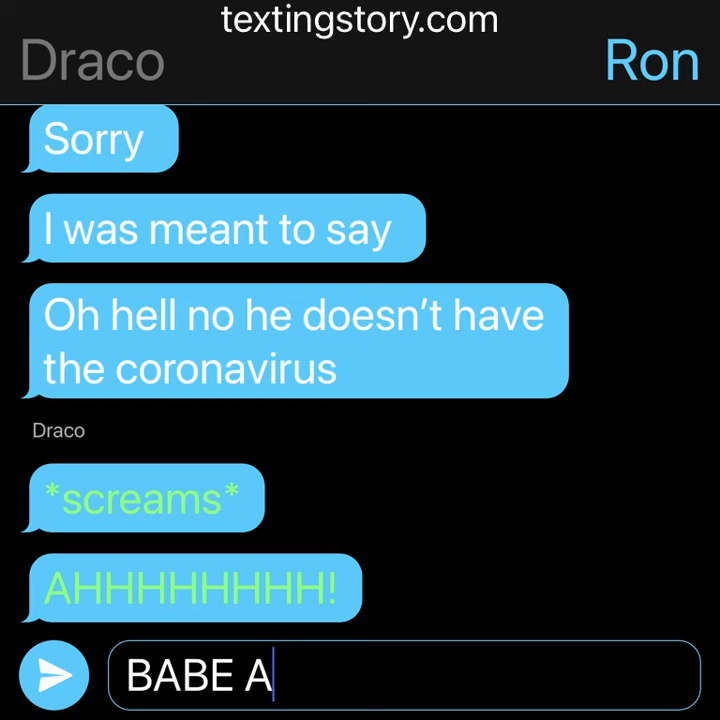 textingstory.com
Draco
Ron
Sorry
I was meant to say
Oh hell no he doesn’t have
the coronavirus
Draco
*screams*
AHHHHHHHHH!
BABE A